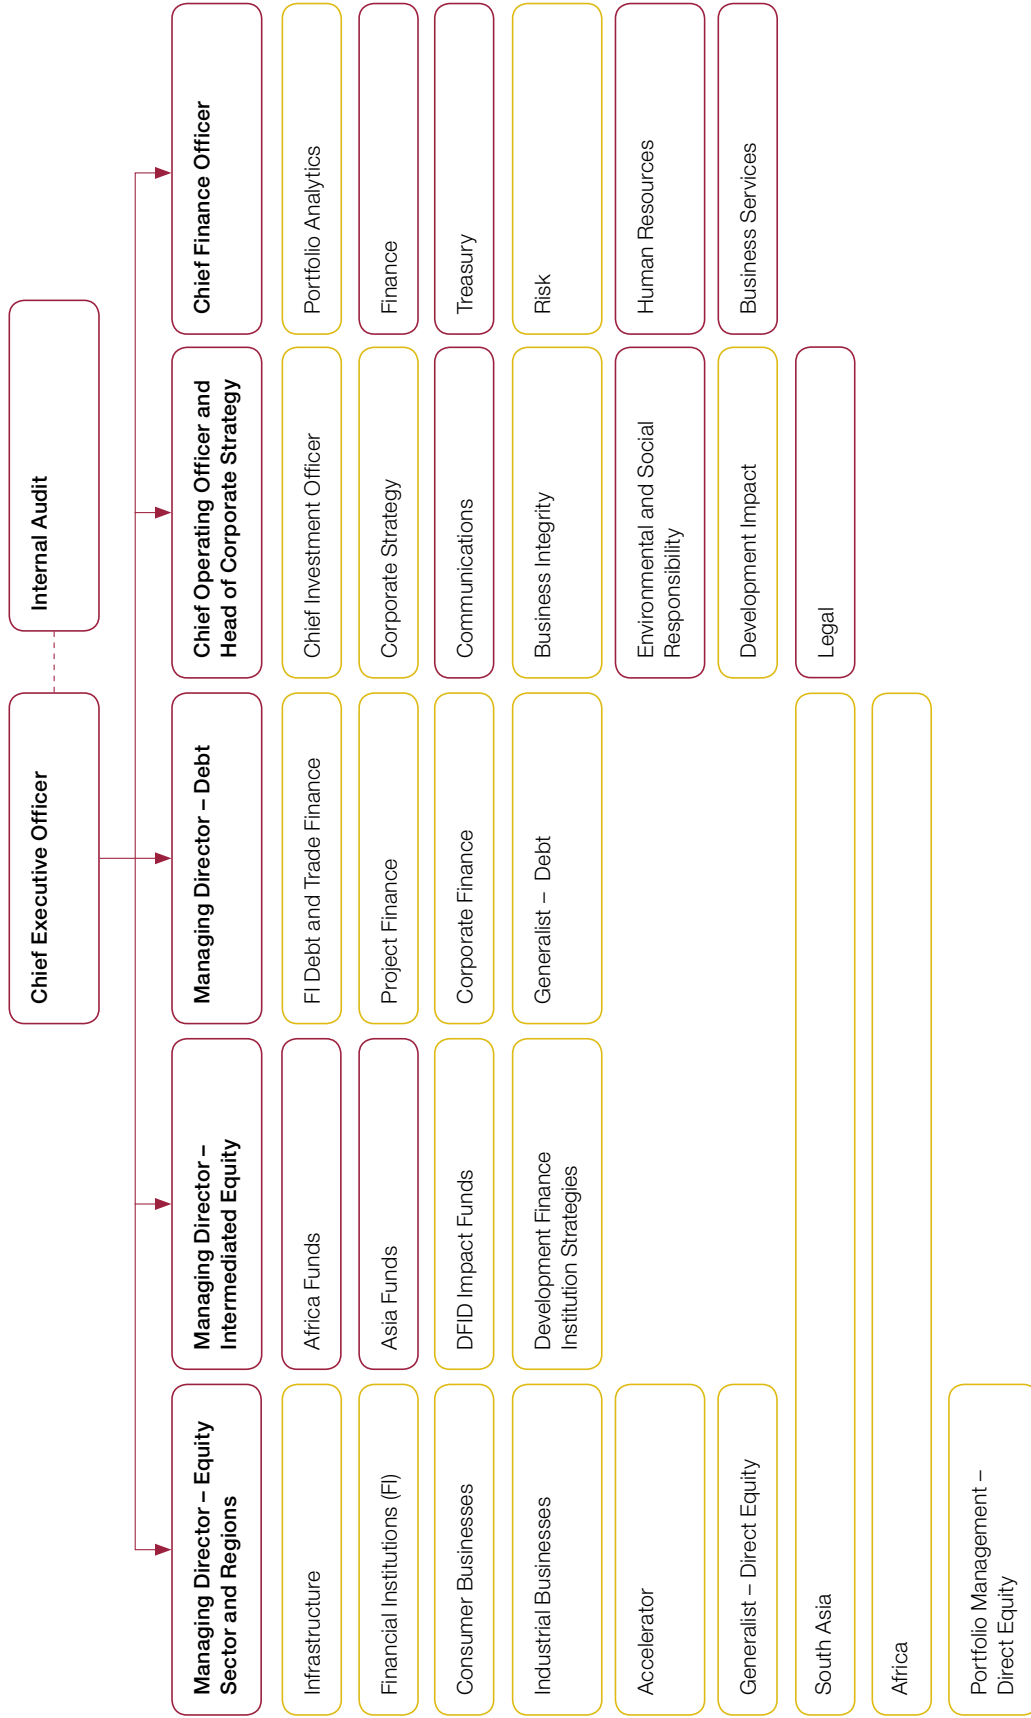 Chief Executive Officer
Internal Audit
Managing Director – Equity
Sector and Regions
Infrastructure
Financial Institutions (FI)
Consumer Businesses
Industrial Businesses
Accelerator
Generalist – Direct Equity
South Asia
Africa
Portfolio Management –
Direct Equity
Managing Director –
Intermediated Equity
Africa Funds
Asia Funds
DFID Impact Funds
Development Finance
Institution Strategies
Managing Director – Debt
FI Debt and Trade Finance
Project Finance
Corporate Finance
Generalist – Debt
Chief Operating Officer and
Head of Corporate Strategy
Chief Investment Officer
Corporate Strategy
Communications
Business Integrity
Environmental and Social
Responsibility
Development Impact
Legal
Chief Finance Officer
Portfolio Analytics
Finance
Treasury
Risk
Human Resources
Business Services